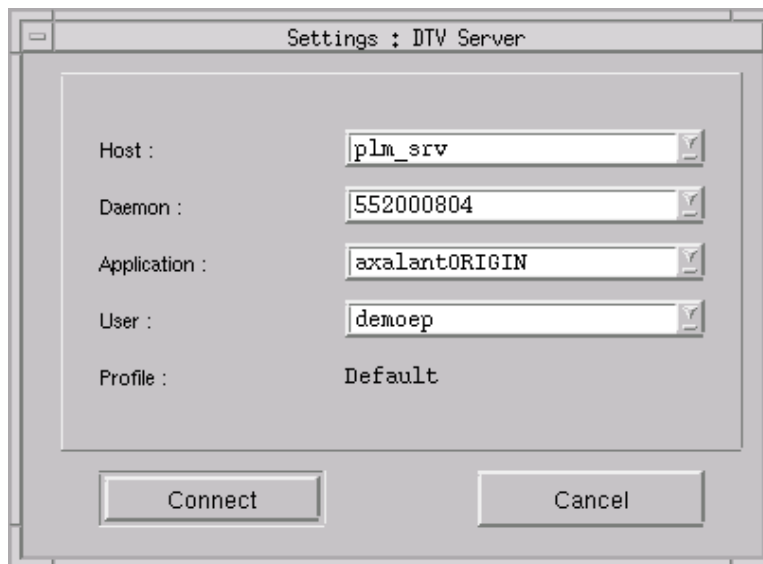 Settings : DTV Server
Host : plm_srv
Daemon : 552000804
Application : axalantORIGIN
User : demoep
Profile : Default
Connect Cancel